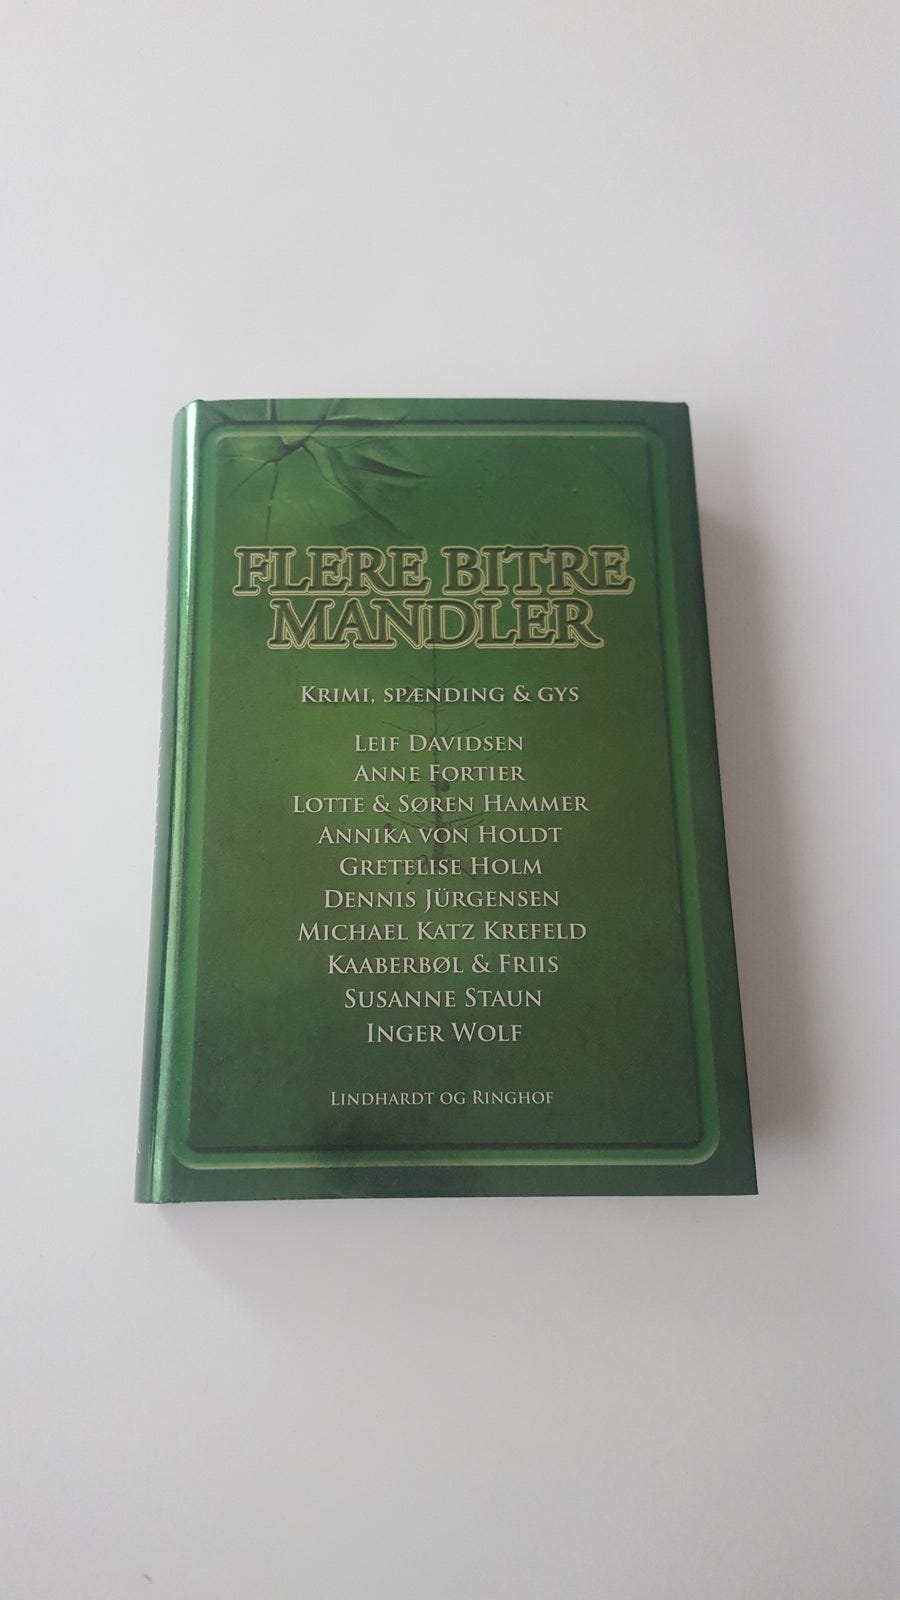 FLERE BITRE
MANDLER
KRIMI, SPÆNDING & GYS
LEIF DAVIDSEN
ANNE FORTIER
LOTTE & SØREN HAMMER
ANNIKA VON HOLDT
GRETELISE HOLM
DENNIS JÜRGENSEN
MICHAEL KATZ KREFELD
KAABERBØL & FRIIS
SUSANNE STAUN
INGER WOLF
LINDHARDT OG RINGHOF